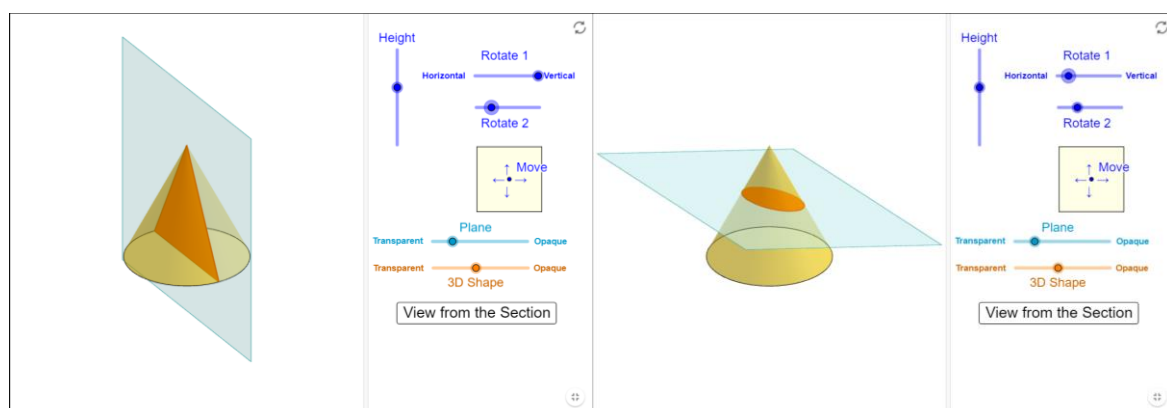 Height
Rotate 1
Horizontal Vertical
Rotate 2
Move
Plane
Transparent Opaque
Transparent Opaque
3D Shape
View from the Section
Height
Rotate 1
Horizontal Vertical
Rotate 2
Move
Plane
Transparent Opaque
Transparent Opaque
3D Shape
View from the Section